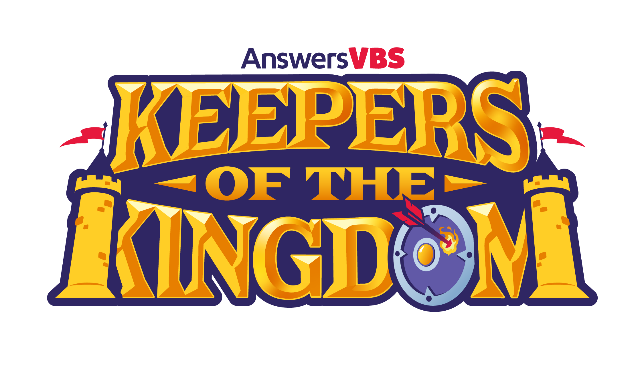 AnswersVBS
KEEPERS
OF THE
KINGDOM